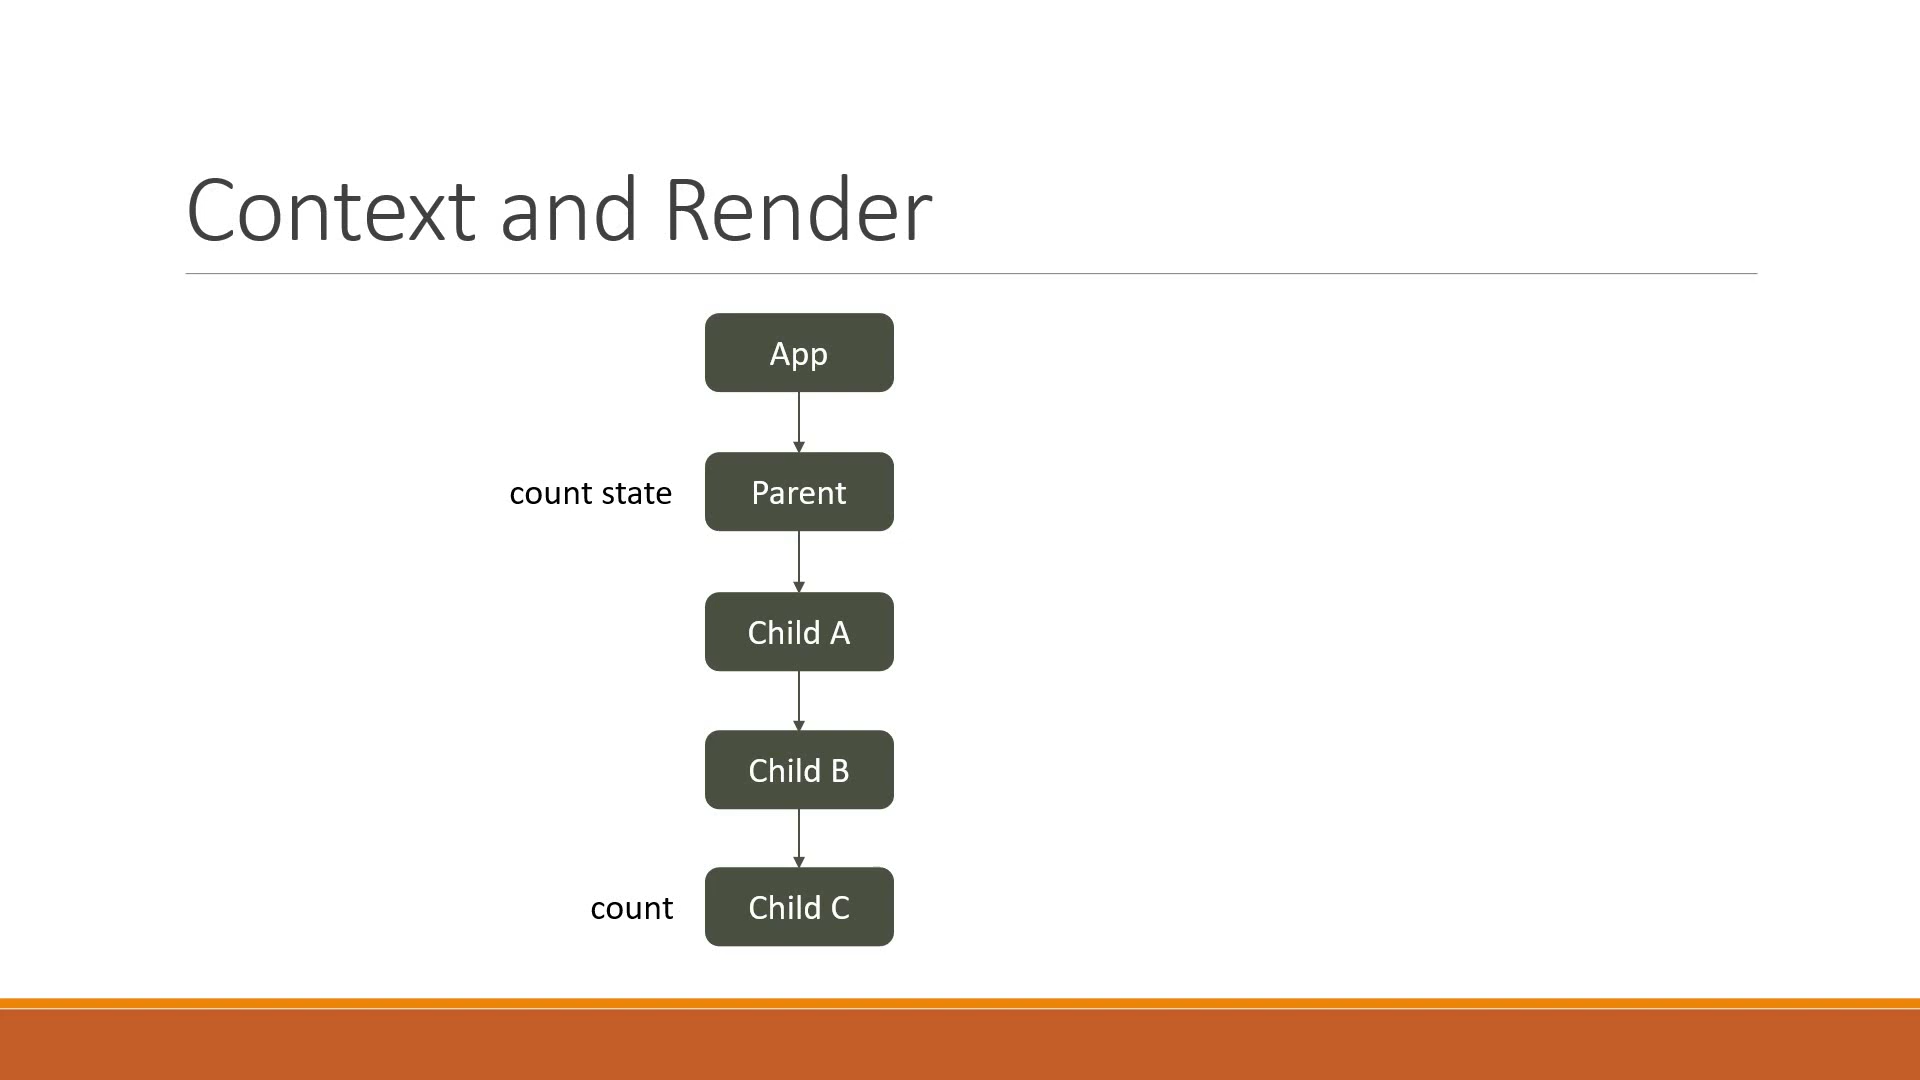 Context and Render
App
count state
Parent
Child A
Child B
count
Child C